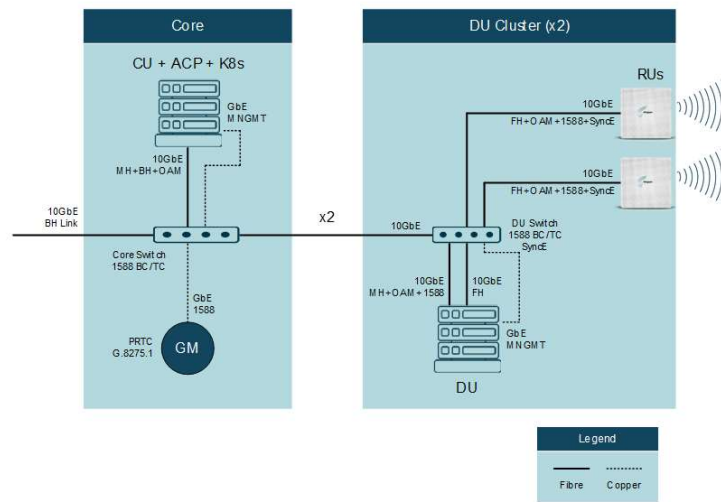 Core
DU Cluster (x2)
CU + ACP + K8s
GbE
MNGMT
10GbE
MH+BH+OAM
10GbE
BH Link
Core Switch
1588 BC/TC
GbE
1588
PRTC
G.8275.1
GM
x2
RUs
10GbE
FH+OAM+1588+SyncE
10GbE
FH+OAM+1588+SyncE
10GbE
DU Switch
1588 BC/TC
SyncE
10GbE
MH+OAM+1588
10GbE
FH
GbE
MNGMT
DU
Legend
Fibre
Copper